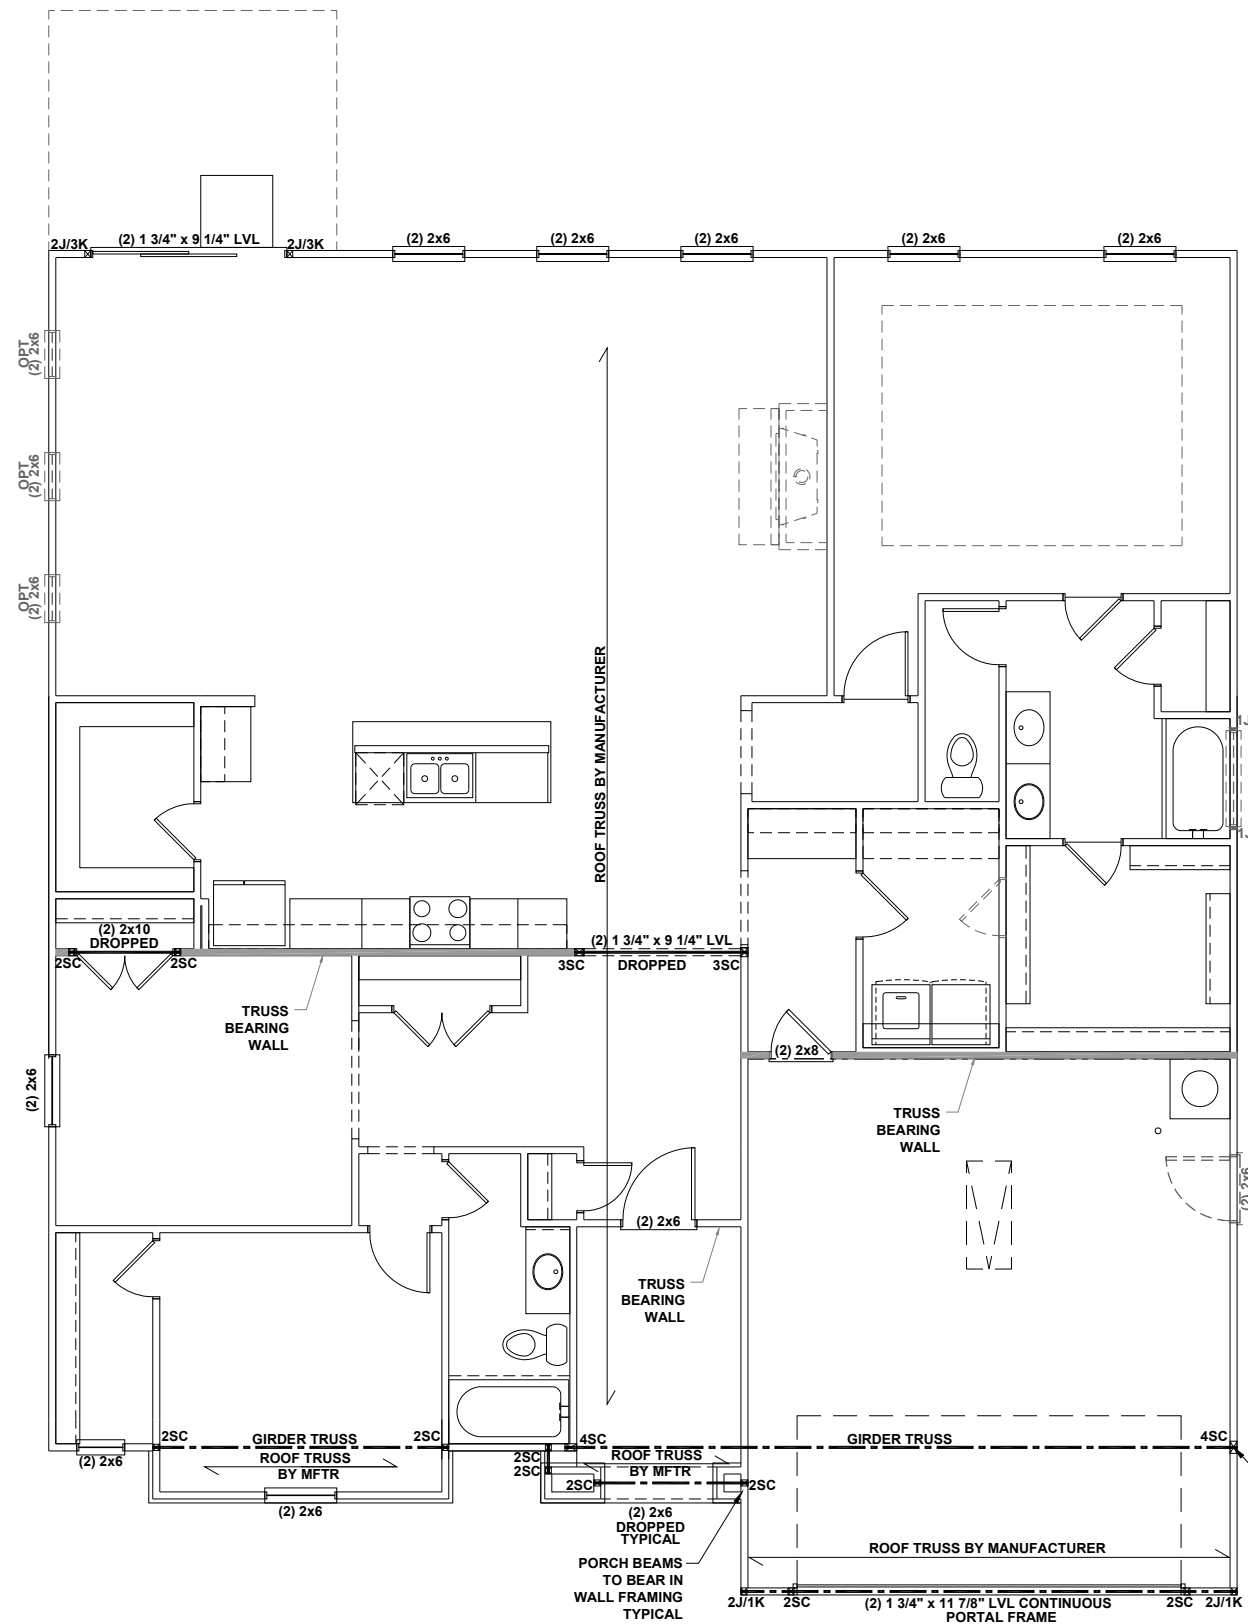 2J/3K
(2) 1 3/4" x 9 1/4" LVL
2J/3K
(2) 2x6
(2) 2x6
(2) 2x6
(2) 2x6
(2) 2x6
OPT
(2) 2x6
OPT
(2) 2x6
OPT
(2) 2x6
ROOF TRUSS BY MANUFACTURER
1J
1J
(2) 2x10
DROPPED
2SC
2SC
(2) 1 3/4" x 9 1/4" LVL
3SC
DROPPED
3SC
TRUSS
BEARING
WALL
(2) 2x8
(2) 2x6
TRUSS
BEARING
WALL
(2) 2x6
(2) 2x6
TRUSS
BEARING
WALL
2SC
GIRDER TRUSS
2SC
4SC
GIRDER TRUSS
4SC
ROOF TRUSS
BY MFTR
(2) 2x6
(2) 2x6
2SC
2SC
ROOF TRUSS
BY MFTR
2SC
2SC
(2) 2x6
DROPPED
TYPICAL
PORCH BEAMS
TO BEAR IN
WALL FRAMING
TYPICAL
ROOF TRUSS BY MANUFACTURER
2J/1K
2SC
(2) 1 3/4" x 11 7/8" LVL CONTINUOUS
PORTAL FRAME
2SC
2J/1K